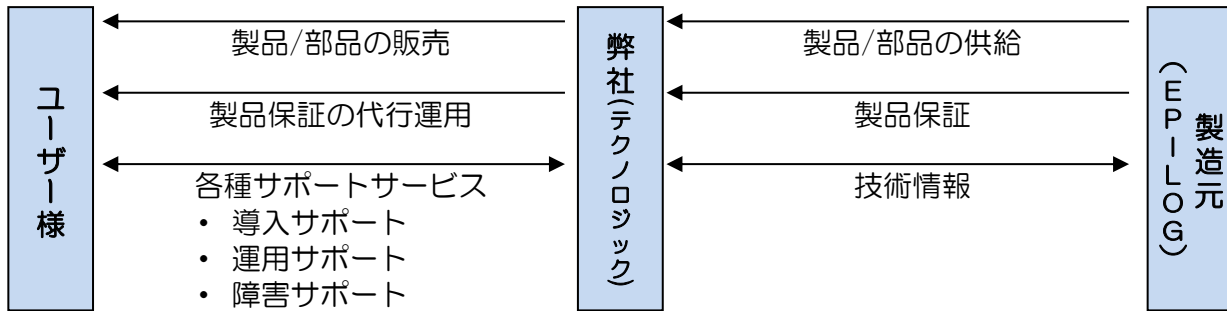 ユーザー様
製品/部品の販売
製品保証の代行運用
各種サポートサービス
・ 導入サポート
・ 運用サポート
・ 障害サポート
弊社(テクノロジック)
製品/部品の供給
製品保証
技術情報
製造元
(EPILOG)